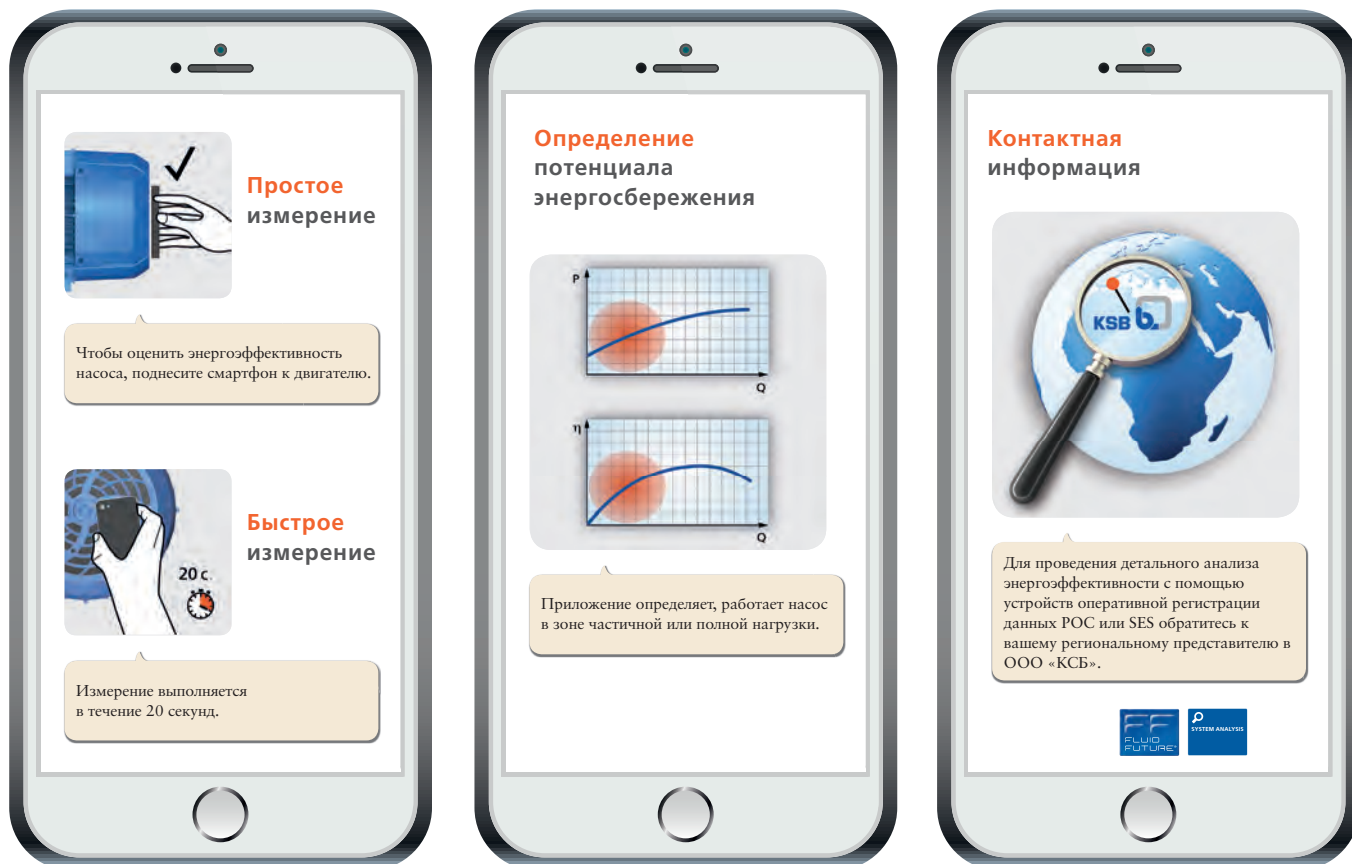 Простое
измерение
Чтобы оценить энергоэффективность
насоса, поднесите смартфон к двигателю.
20 с.
Быстрое
измерение
Измерение выполняется
в течение 20 секунд.
Определение
потенциала
энергосбережения
P
Q
η
Q
Приложение определяет, работает насос
в зоне частичной или полной нагрузки.
Контактная
информация
KSB b.
Для проведения детального анализа
энергоэффективности с помощью
устройств оперативной регистрации
данных POC или SES обратитесь к
вашему региональному представителю в
ООО «КСБ».
FF
FLUID
FUTURE®
SYSTEM ANALYSIS